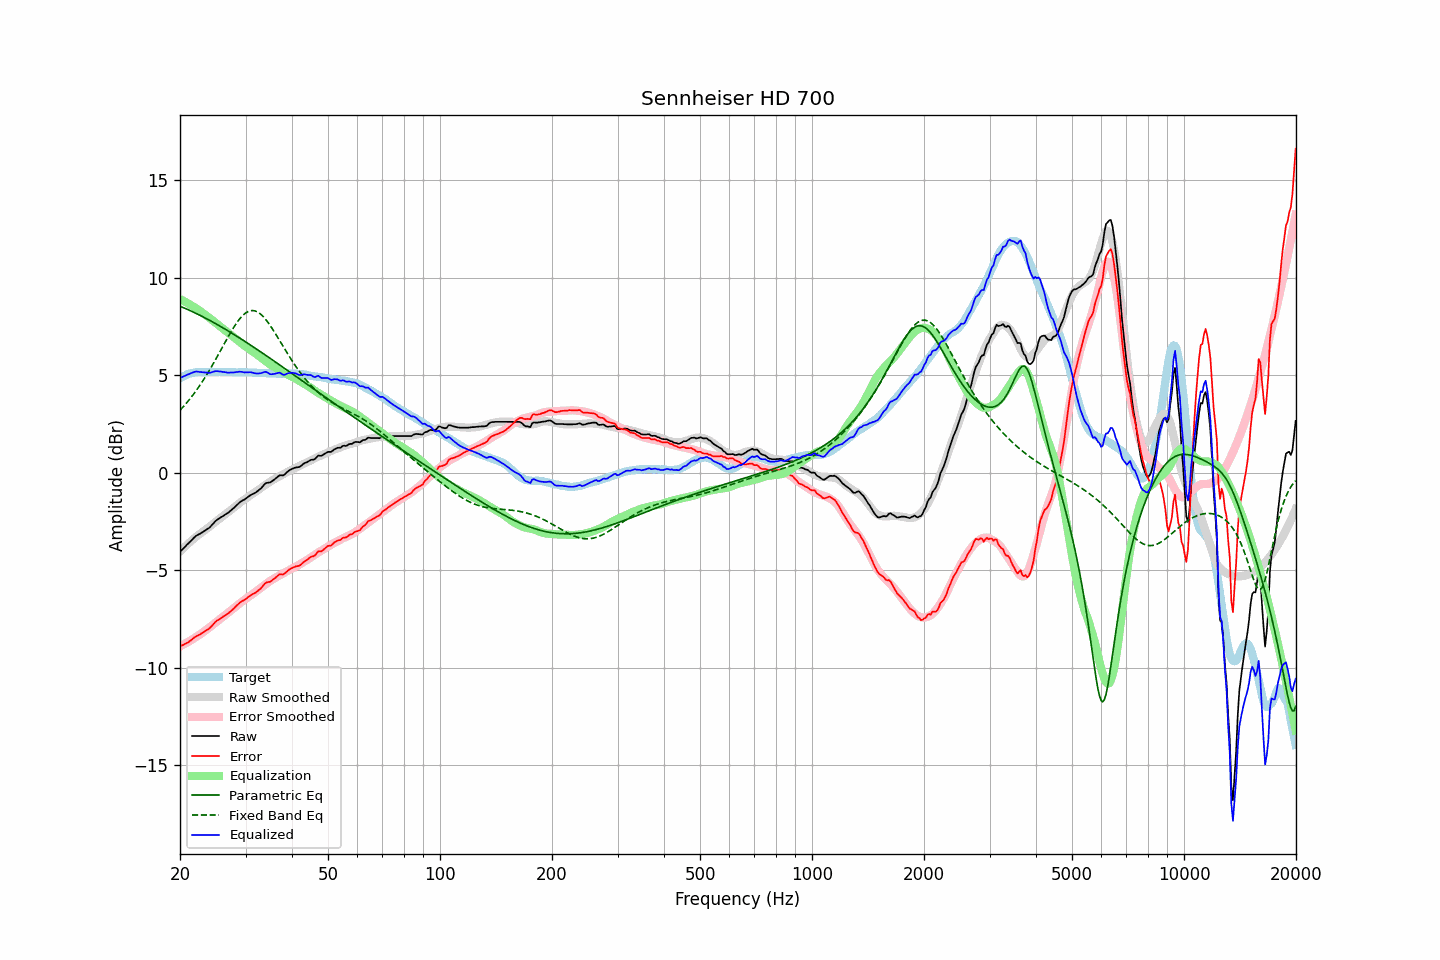 Sennheiser HD 700
Amplitude (dBr)
15
10
5
0
−5
−10
−15
Target
Raw Smoothed
Error Smoothed
Raw
Error
Equalization
Parametric Eq
Fixed Band Eq
Equalized
20
50
100
200
500
1000
2000
5000
10000
20000
Frequency (Hz)